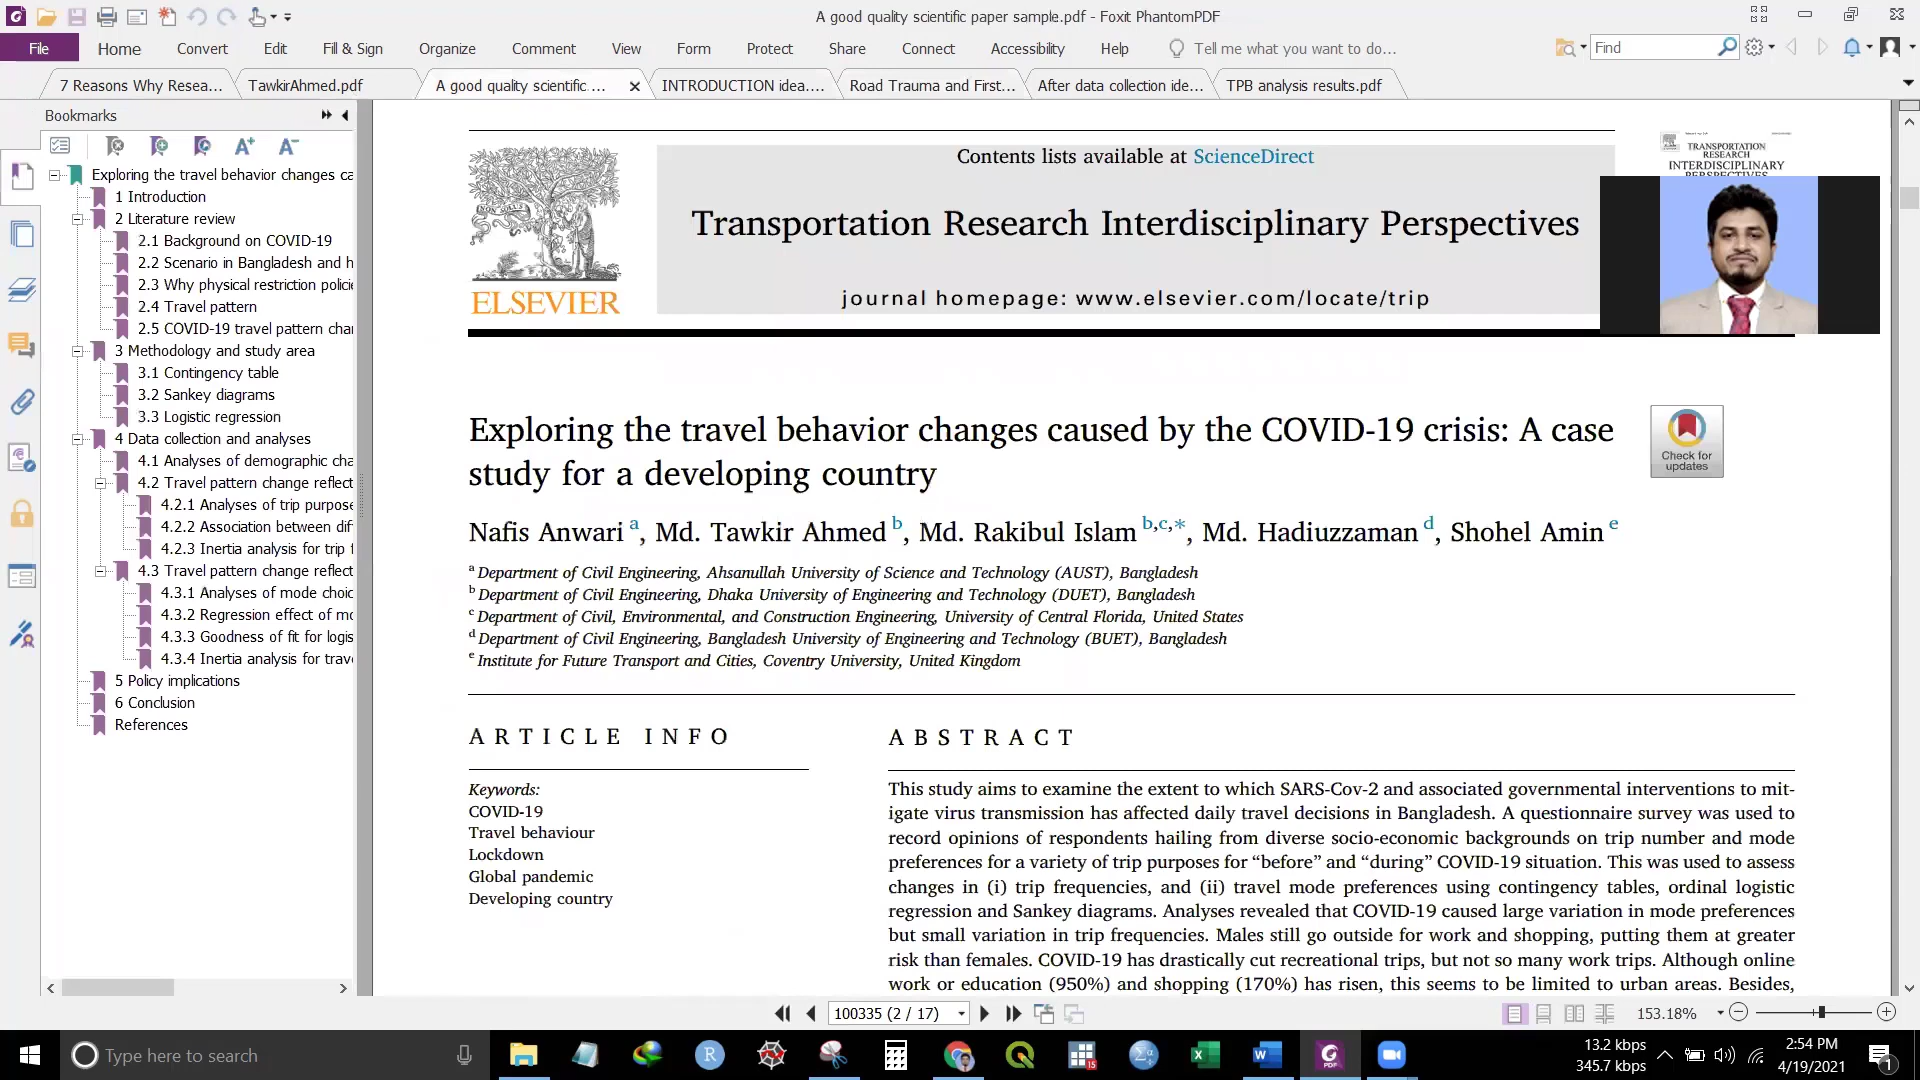 A good quality scientific paper sample.pdf - Foxit PhantomPDF
File Home Convert Edit Fill & Sign Organize Comment View Form Protect Share Connect Accessibility Help Tell me what you want to do... Find
7 Reasons Why Resea... TawkirAhmed.pdf A good quality scientific.... INTRODUCTION idea.... Road Trauma and First... After data collection ide... TPB analysis results.pdf
Bookmarks
Exploring the travel behavior changes ca
1 Introduction
2 Literature review
2.1 Background on COVID-19
2.2 Scenario in Bangladesh and h
2.3 Why physical restriction policie
2.4 Travel pattern
2.5 COVID-19 travel pattern cha
3 Methodology and study area
3.1 Contingency table
3.2 Sankey diagrams
3.3 Logistic regression
4 Data collection and analyses
4.1 Analyses of demographic cha
4.2 Travel pattern change reflect
4.2.1 Analyses of trip purpose
4.2.2 Association between dif
4.2.3 Inertia analysis for trip f
4.3 Travel pattern change reflect
4.3.1 Analyses of mode choic
4.3.2 Regression effect of mo
4.3.3 Goodness of fit for logis
4.3.4 Inertia analysis for trave
5 Policy implications
6 Conclusion
References
Contents lists available at ScienceDirect
Transportation Research Interdisciplinary Perspectives
journal homepage: www.elsevier.com/locate/trip
NON SOLUS
ELSEVIER
TRANSPORTATION
RESEARCH
INTERDISCIPLINARY
PERSPECTIVES
Exploring the travel behavior changes caused by the COVID-19 crisis: A case
study for a developing country
Check for
updates
Nafis Anwari a, Md. Tawkir Ahmed b, Md. Rakibul Islam b,c,*, Md. Hadiuzzaman d, Shohel Amin e
a Department of Civil Engineering, Ahsanullah University of Science and Technology (AUST), Bangladesh
b Department of Civil Engineering, Dhaka University of Engineering and Technology (DUET), Bangladesh
c Department of Civil, Environmental, and Construction Engineering, University of Central Florida, United States
d Department of Civil Engineering, Bangladesh University of Engineering and Technology (BUET), Bangladesh
e Institute for Future Transport and Cities, Coventry University, United Kingdom
ARTICLE INFO
Keywords:
COVID-19
Travel behaviour
Lockdown
Global pandemic
Developing country
ABSTRACT
This study aims to examine the extent to which SARS-Cov-2 and associated governmental interventions to mit-
igate virus transmission has affected daily travel decisions in Bangladesh. A questionnaire survey was used to
record opinions of respondents hailing from diverse socio-economic backgrounds on trip number and mode
preferences for a variety of trip purposes for “before” and “during” COVID-19 situation. This was used to assess
changes in (i) trip frequencies, and (ii) travel mode preferences using contingency tables, ordinal logistic
regression and Sankey diagrams. Analyses revealed that COVID-19 caused large variation in mode preferences
but small variation in trip frequencies. Males still go outside for work and shopping, putting them at greater
risk than females. COVID-19 has drastically cut recreational trips, but not so many work trips. Although online
work or education (950%) and shopping (170%) has risen, this seems to be limited to urban areas. Besides,
100335 (2 / 17) 153.18%
Type here to search
13.2 kbps
345.7 kbps
2:54 PM
4/19/2021
1